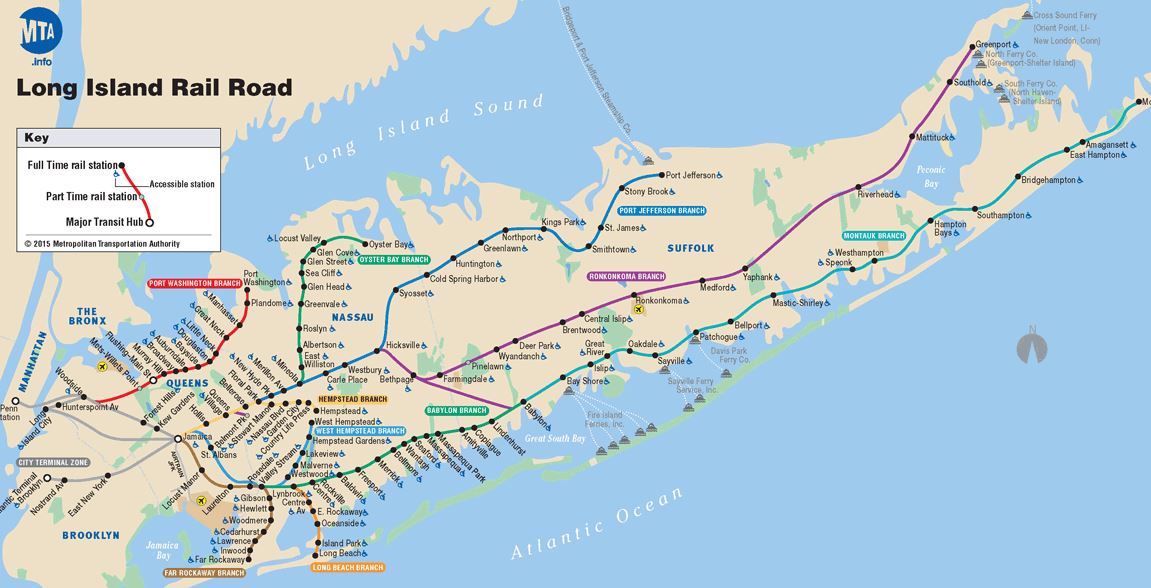 MTA
.info
Long Island Rail Road
Key
Full Time rail station
Accessible station
Part Time rail station
Major Transit Hub
© 2015 Metropolitan Transportation Authority
Long Island Sound
Bridgeport & Port Jefferson Steamship Co.
Cross Sound Ferry
(Orient Point, LI-
New London, Conn)
Greenport
North Ferry Co.
(Greenport-Shelter Island)
Southold
South Ferry Co.
(North Haven-
Shelter Island)
Mattituck
Peconic
Bay
Riverhead
Amagansett
East Hampton
Bridgehampton
Southampton
Hampton
Bays
MONTAUK BRANCH
Westhampton
Speonk
Yaphank
Mastic-Shirley
Medford
Bellport
Patchogue
Port Jefferson
Stony Brook
PORT JEFFERSON BRANCH
St. James
Smithtown
SUFFOLK
Kings Park
Northport
Greenlawn
Huntington
Cold Spring Harbor
Syosset
RONKONKOMA BRANCH
Ronkonkoma
Central Islip
Brentwood
Deer Park
Wyandanch
Pinelawn
Farmingdale
Bethpage
Hicksville
Great
River
Oakdale
Islip
Sayville
Bay Shore
Babylon
Davis Park
Ferry Co.
Sayville Ferry
Service, Inc.
Fire Island
Ferries, Inc.
Great South Bay
N
Locust Valley
Oyster Bay
Glen Cove
OYSTER BAY BRANCH
Glen Street
Sea Cliff
Glen Head
Greenvale
Roslyn
Albertson
East
Williston
NASSAU
Westbury
Carle Place
PORT WASHINGTON BRANCH
Port
Washington
Plandome
Manhasset
Great Neck
Little Neck
Douglaston
Bayside
Auburndale
Broadway
Murray Hill
Flushing-Main St
Mets-Willets Point
THE
BRONX
MANHATTAN
QUEENS
Woodside
Penn
Station
Hunterspoint Av
Long
Island City
Forest Hills
Kew Gardens
Jamaica
Hollis
Queens
Village
Bellerose
Floral Park
New Hyde Pk
Merillon Av
Mineola
Belmont Pk
Stewart Manor
Nassau Blvd
Garden City
Country Life Press
HEMPSTEAD BRANCH
Hempstead
West Hempstead
WEST HEMPSTEAD BRANCH
Hempstead Gardens
Lakeview
Malverne
Westwood
St. Albans
AIRTRAIN
JFK
Locust Manor
Laurelton
Rosedale
Valley Stream
BABYLON BRANCH
Lindenhurst
Copiague
Amityville
Massapequa Park
Massapequa
Seaford
Wantagh
Bellmore
Merrick
Freeport
Baldwin
Rockville
Centre
Lynbrook
Centre
Av
E. Rockaway
Oceanside
Island Park
Long Beach
LONG BEACH BRANCH
Gibson
Hewlett
Woodmere
Cedarhurst
Lawrence
Inwood
Far Rockaway
FAR ROCKAWAY BRANCH
Jamaica
Bay
CITY TERMINAL ZONE
Brooklyn
Nostrand Av
East New York
BROOKLYN
Atlantic Ocean